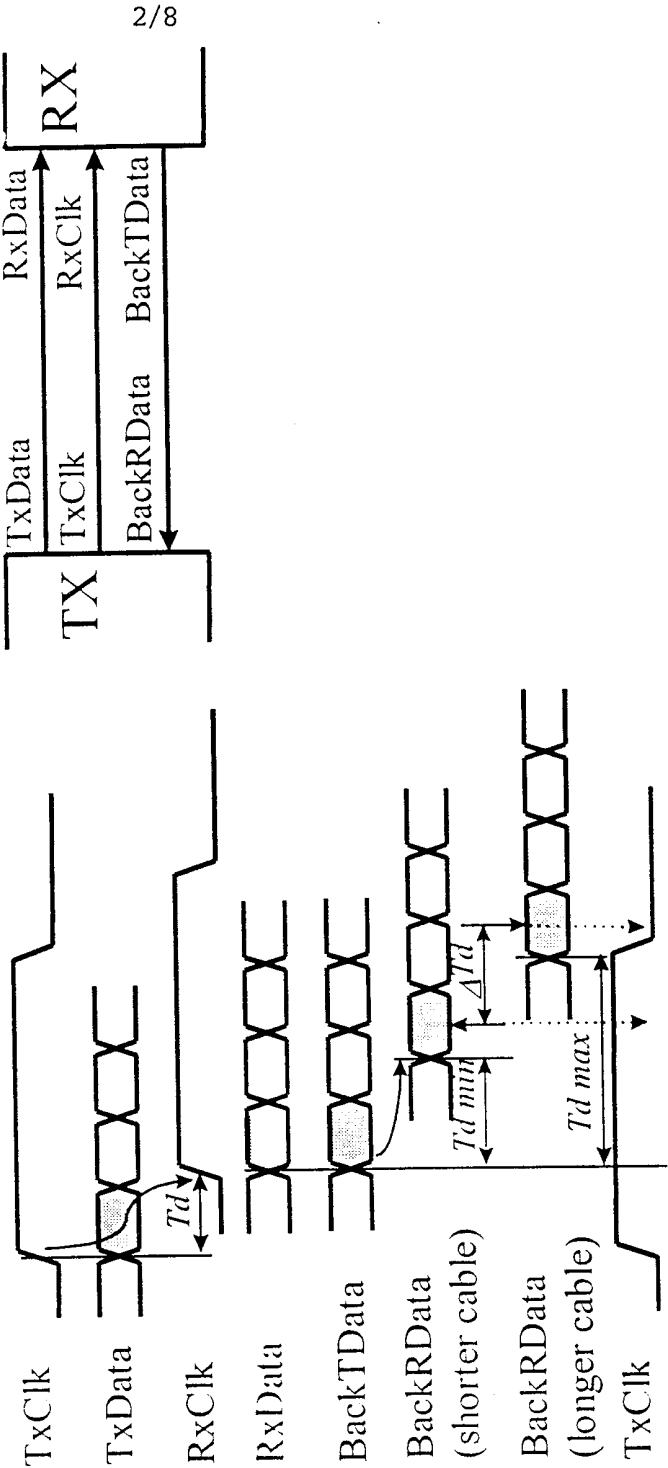 2/8
TX
RX
TxData
RxData
TxClk
RxClk
BackRData
BackTData
TxClk
TxData
RxClk
Td
RxData
BackTData
BackRData
(shorter cable)
Td min
ΔTd
BackRData
(longer cable)
Td max
TxClk